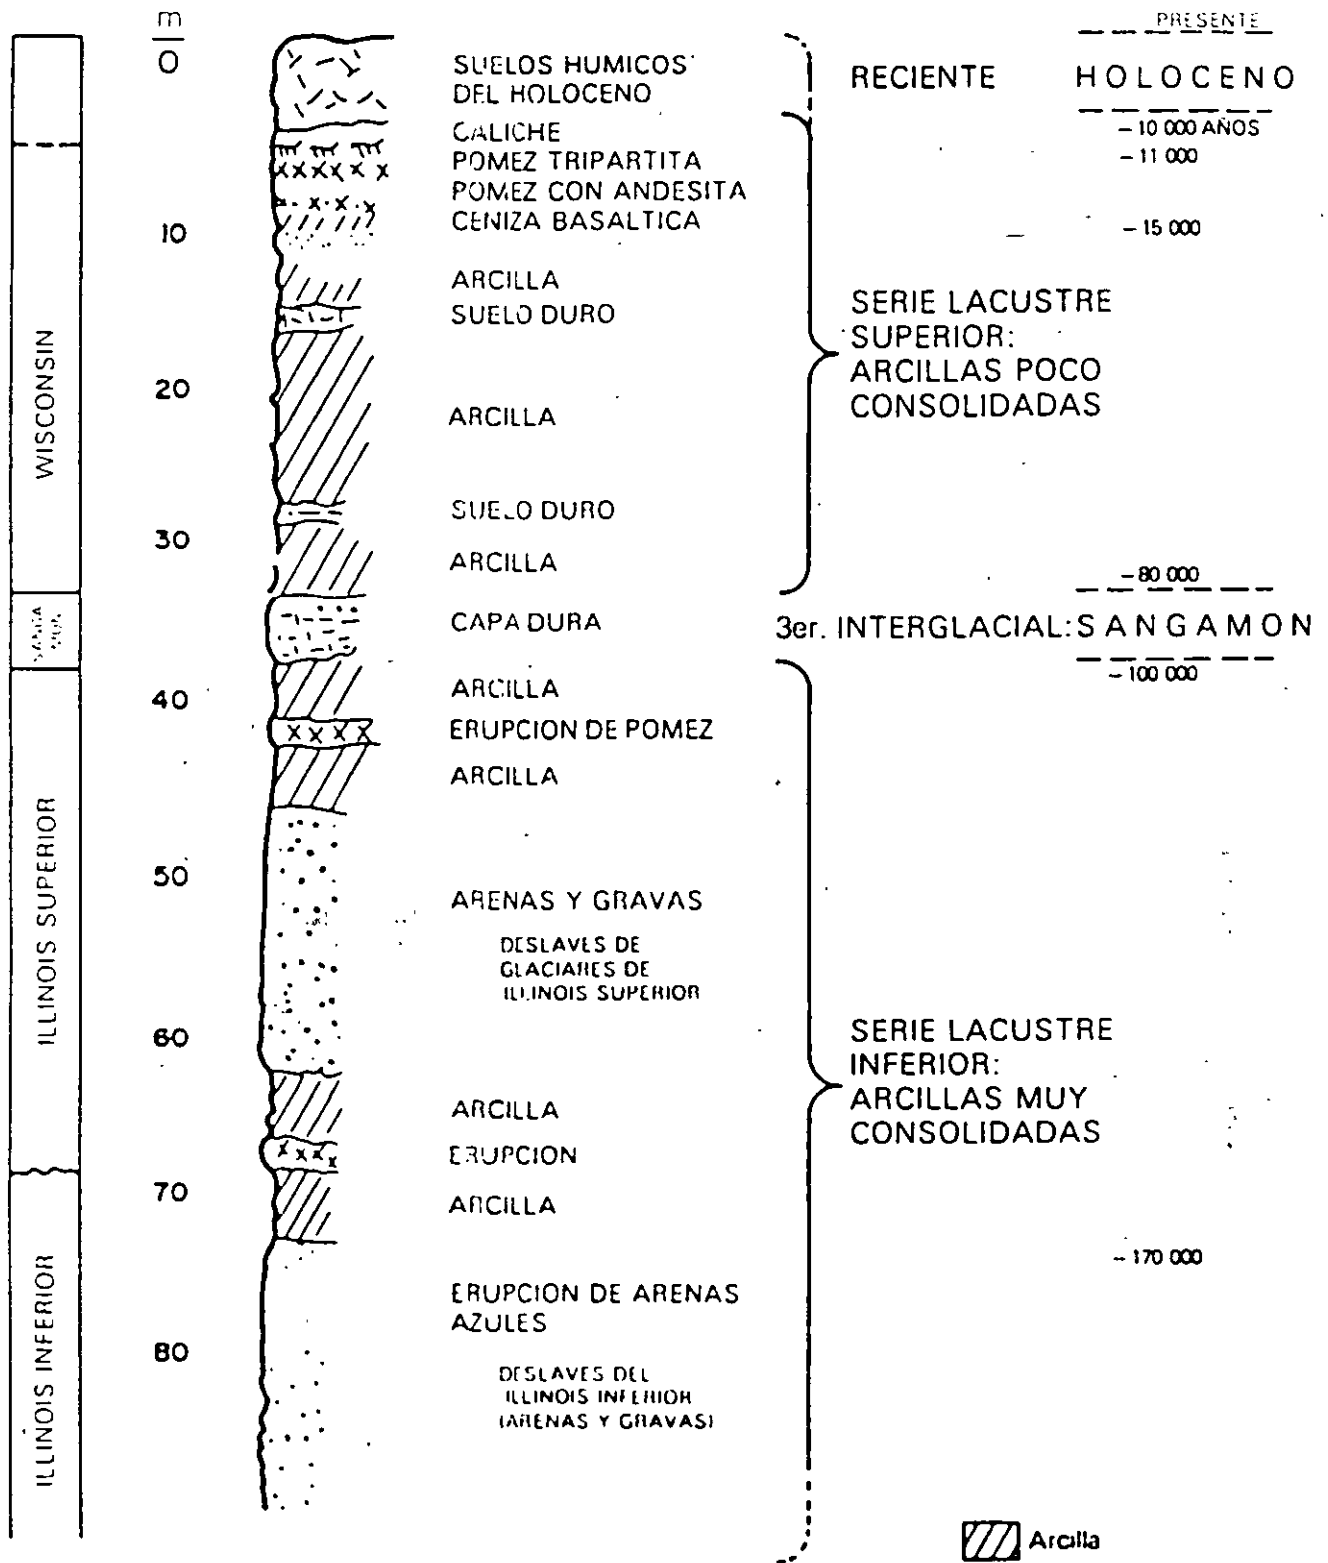 m
0
10
20
30
40
50
60
70
80
WISCONSIN
ILLINOIS SUPERIOR
ILLINOIS INFERIOR
SUELOS HUMICOS
DEL HOLOCENO
CALICHE
POMEZ TRIPARTITA
POMEZ CON ANDESITA
CENIZA BASALTICA
ARCILLA
SUELO DURO
ARCILLA
SUELO DURO
ARCILLA
CAPA DURA
ARCILLA
ERUPCION DE POMEZ
ARCILLA
ARENAS Y GRAVAS
DESLAVES DE
GLACIARES DE
ILLINOIS SUPERIOR
ARCILLA
ERUPCION
ARCILLA
ERUPCION DE ARENAS
AZULES
DESLAVES DEL
ILLINOIS INFERIOR
(ARENAS Y GRAVAS)
RECIENTE
SERIE LACUSTRE
SUPERIOR:
ARCILLAS POCO
CONSOLIDADAS
3er. INTERGLACIAL: SANGAMON
SERIE LACUSTRE
INFERIOR:
ARCILLAS MUY
CONSOLIDADAS
PRESENTE
HOLOCENO
- 10 000 AÑOS
- 11 000
- 15 000
- 80 000
- 100 000
- 170 000
Arcilla